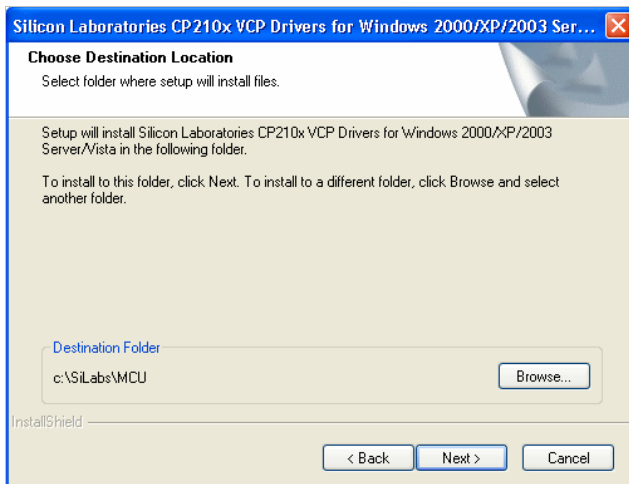 Silicon Laboratories CP210x VCP Drivers for Windows 2000/XP/2003 Ser...
Choose Destination Location
Select folder where setup will install files.
Setup will install Silicon Laboratories CP210x VCP Drivers for Windows 2000/XP/2003
Server/Vista in the following folder.
To install to this folder, click Next. To install to a different folder, click Browse and select
another folder.
Destination Folder
c:\SiLabs\MCU
Browse...
InstallShield
< Back
Next >
Cancel